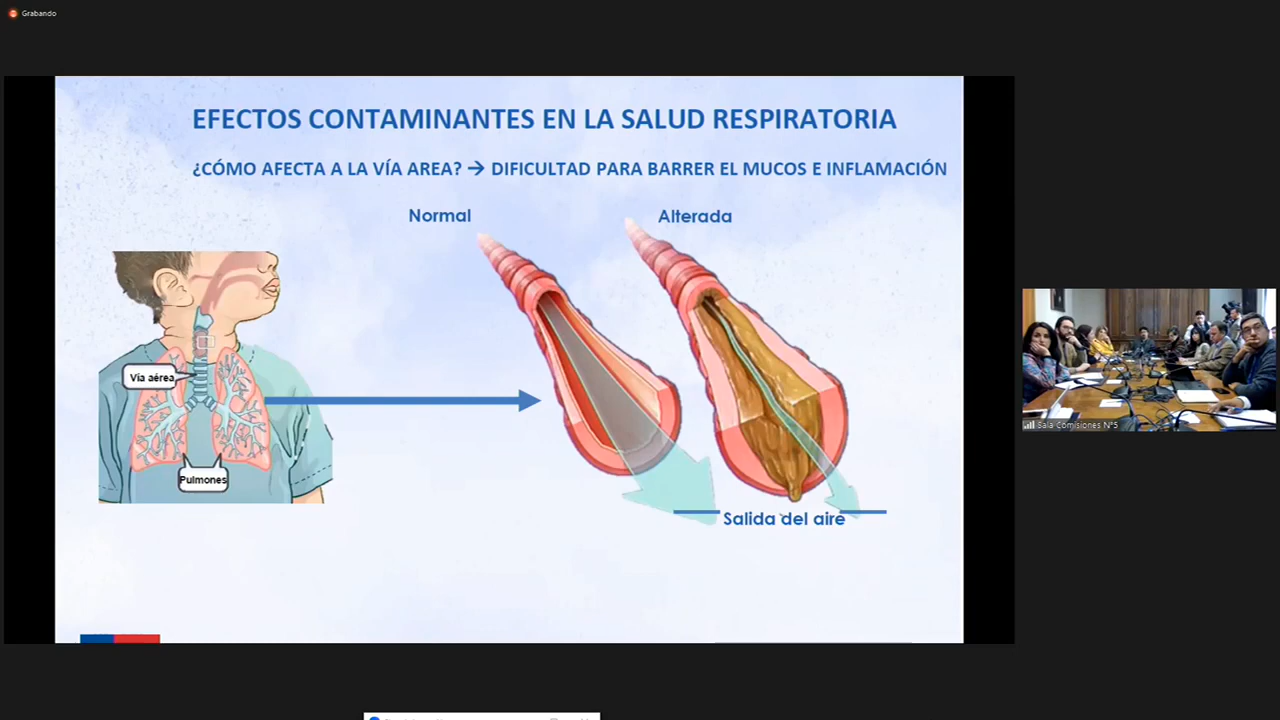 Grabando
EFECTOS CONTAMINANTES EN LA SALUD RESPIRATORIA
¿CÓMO AFECTA A LA VÍA AREA? → DIFICULTAD PARA BARRER EL MUCOS E INFLAMACIÓN
Normal
Alterada
Vía aérea
Pulmones
Salida del aire
Sala Comisiones N°5